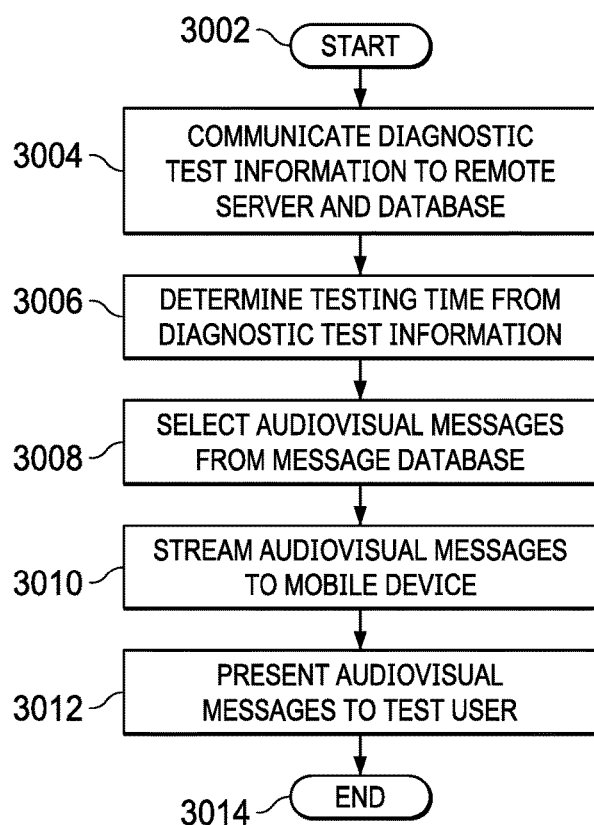 3002
START
3004
COMMUNICATE DIAGNOSTIC
TEST INFORMATION TO REMOTE
SERVER AND DATABASE
3006
DETERMINE TESTING TIME FROM
DIAGNOSTIC TEST INFORMATION
3008
SELECT AUDIOVISUAL MESSAGES
FROM MESSAGE DATABASE
3010
STREAM AUDIOVISUAL MESSAGES
TO MOBILE DEVICE
3012
PRESENT AUDIOVISUAL
MESSAGES TO TEST USER
3014
END